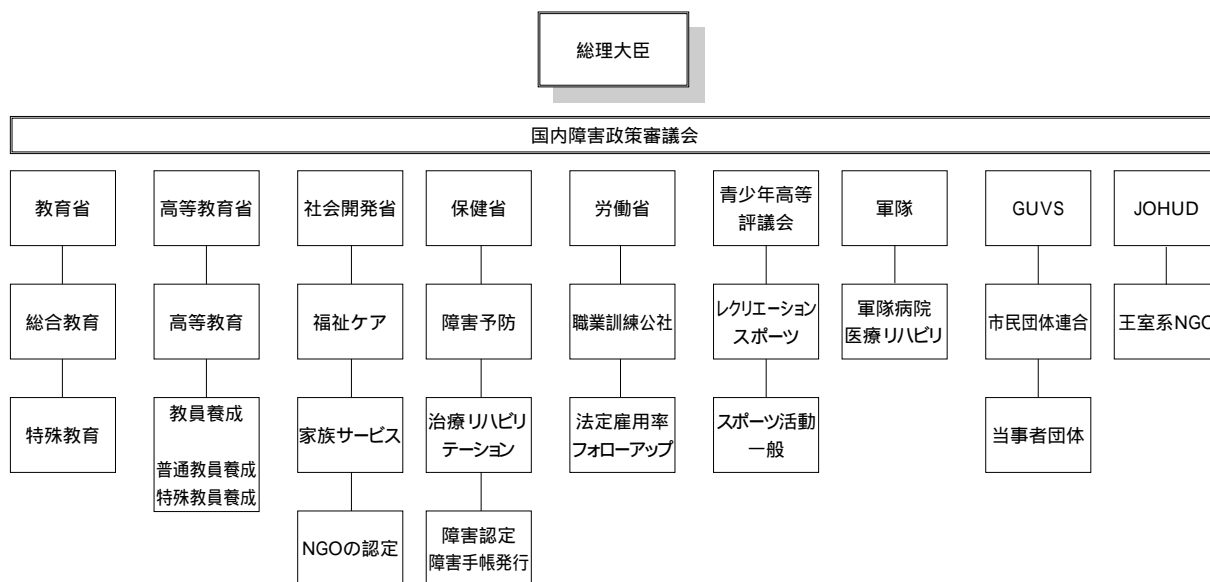 総理大臣
国内障害政策審議会
教育省
高等教育省
社会開発省
保健省
労働省
青少年高等
評議会
軍隊
GUVS
JOHUD
総合教育
高等教育
福祉ケア
障害予防
職業訓練公社
レクリエーション
スポーツ
軍隊病院
医療リハビリ
市民団体連合
王室系NGO
特殊教育
教員養成
普通教員養成
特殊教員養成
家族サービス
治療リハビリ
テーション
法定雇用率
フォローアップ
スポーツ活動
一般
当事者団体
NGOの認定
障害認定
障害手帳発行